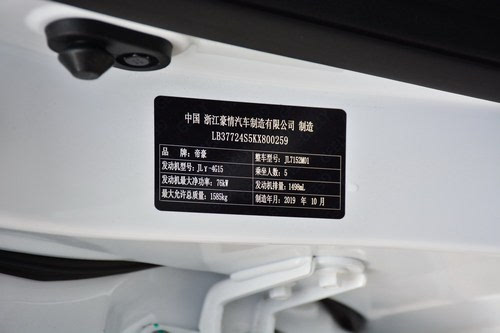 中国 浙江豪情汽车制造有限公司 制造
LB37724S5KX800259
品 牌：帝豪 整车型号：JL7152M01
发动机型号：JLγ-4G15 乘坐人数：5
发动机最大净功率：76kW 发动机排量：1498mL
最大允许总质量：1585kg 制造年月：2019 年 10 月